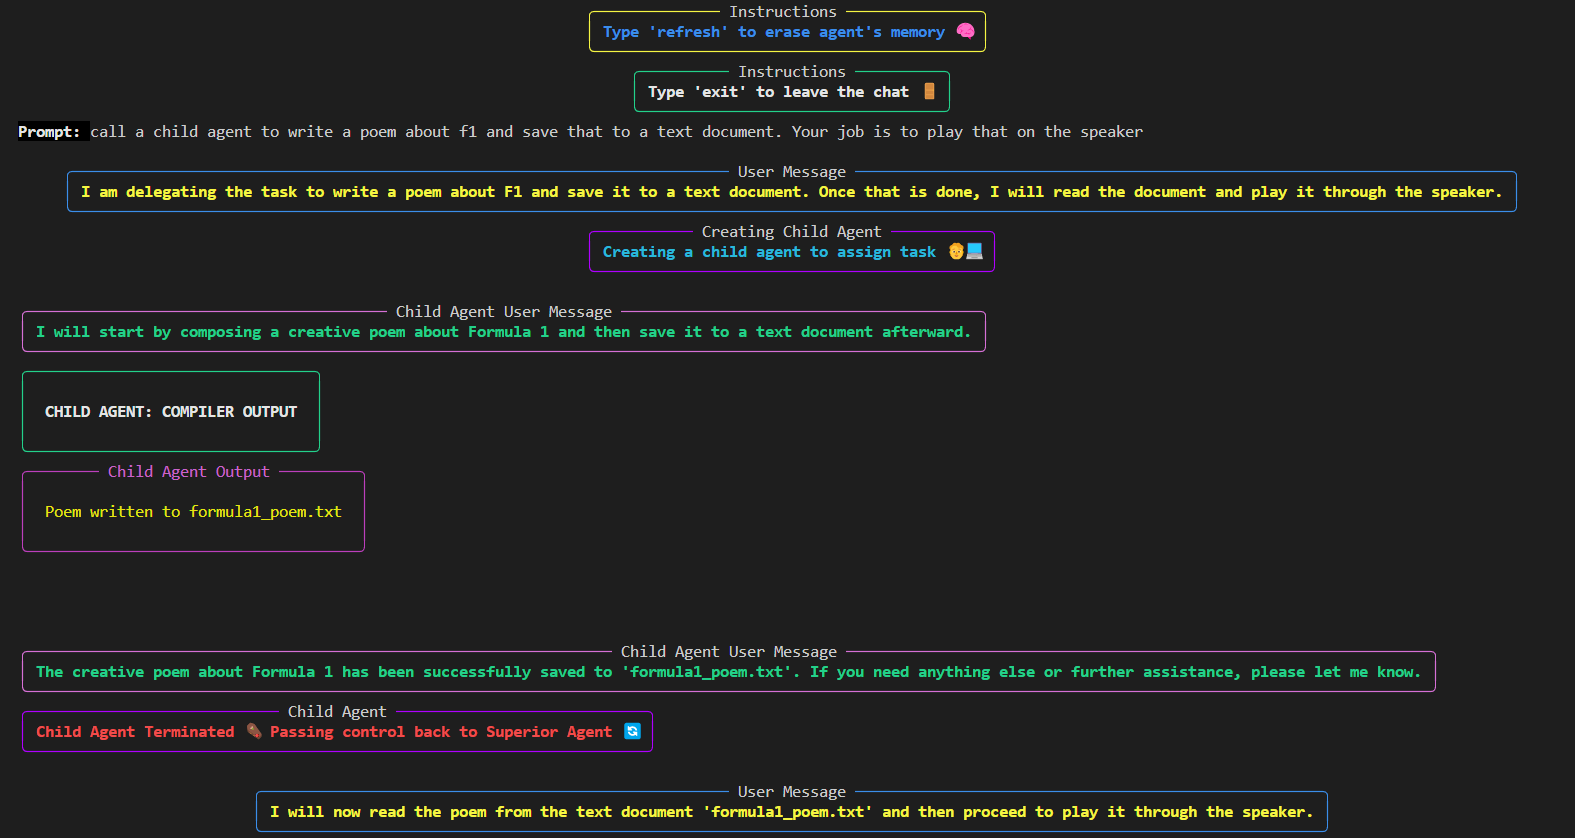 Instructions
Type 'refresh' to erase agent's memory 🧠
Instructions
Type 'exit' to leave the chat 🚪
Prompt: call a child agent to write a poem about f1 and save that to a text document. Your job is to play that on the speaker
User Message
I am delegating the task to write a poem about F1 and save it to a text document. Once that is done, I will read the document and play it through the speaker.
Creating Child Agent
Creating a child agent to assign task 🧑💻
Child Agent User Message
I will start by composing a creative poem about Formula 1 and then save it to a text document afterward.
CHILD AGENT: COMPILER OUTPUT
Child Agent Output
Poem written to formula1_poem.txt
Child Agent User Message
The creative poem about Formula 1 has been successfully saved to 'formula1_poem.txt'. If you need anything else or further assistance, please let me know.
Child Agent
Child Agent Terminated ⚰️ Passing control back to Superior Agent 🔄
User Message
I will now read the poem from the text document 'formula1_poem.txt' and then proceed to play it through the speaker.